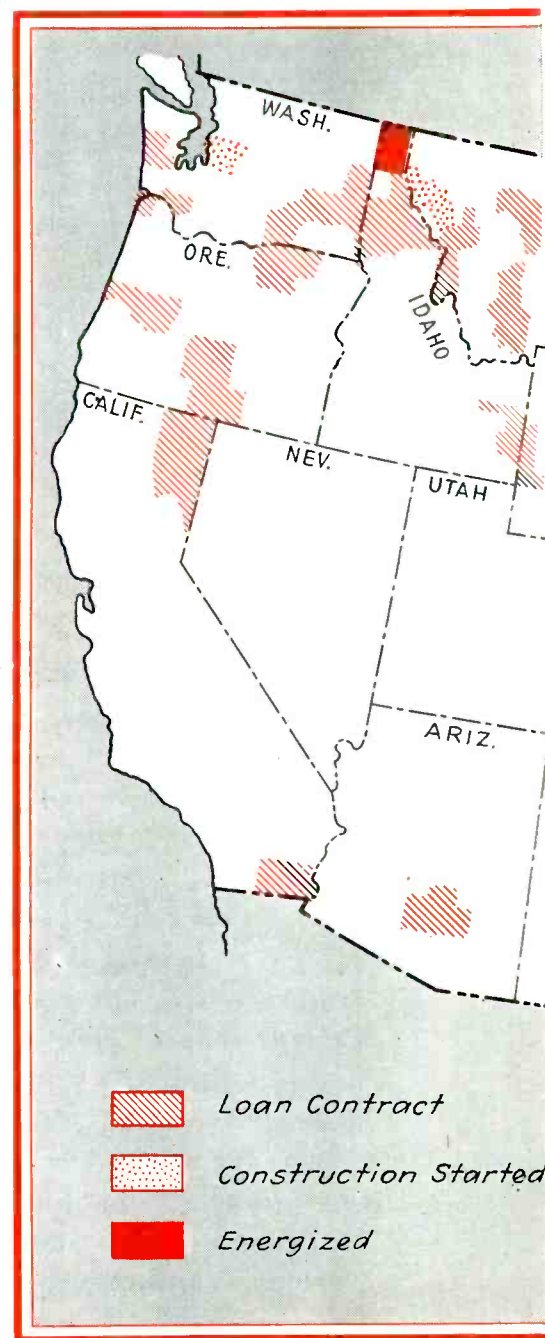 WASH.
ORE.
IDAHO
CALIF.
NEV.
UTAH
ARIZ.
Loan Contract
Construction Started
Energized